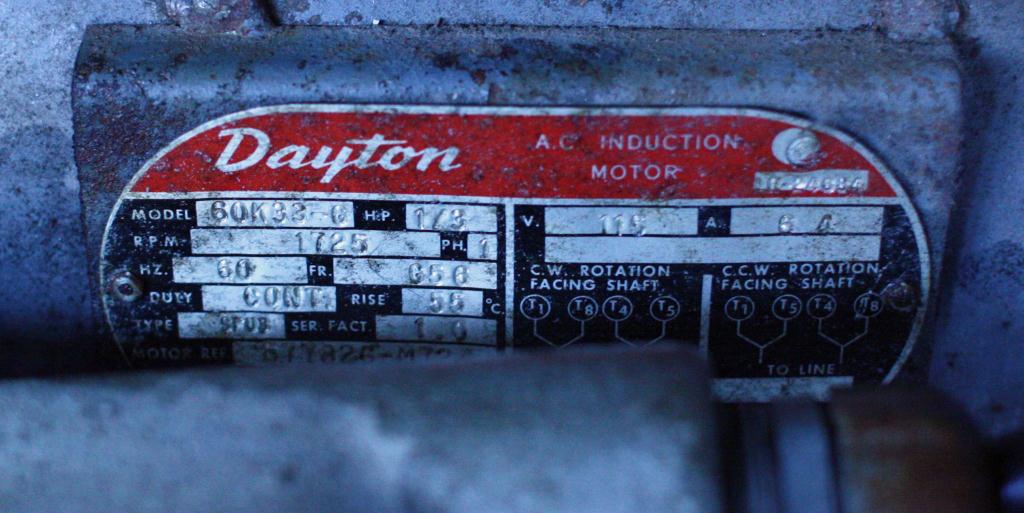 Dayton
A.C. INDUCTION
MOTOR
MODEL 60K33-G H.P. 1/3
R.P.M. 1725 PH. 1
HZ. 60 FR. G56
DUTY CONT. RISE 55 °C.
TYPE SER. FACT. 1.0
MOTOR REF.
V. 115 A. 6.4
C.W. ROTATION
FACING SHAFT
T1 T8 T4 T5
C.C.W. ROTATION
FACING SHAFT
T1 T5 T4 T8
TO LINE